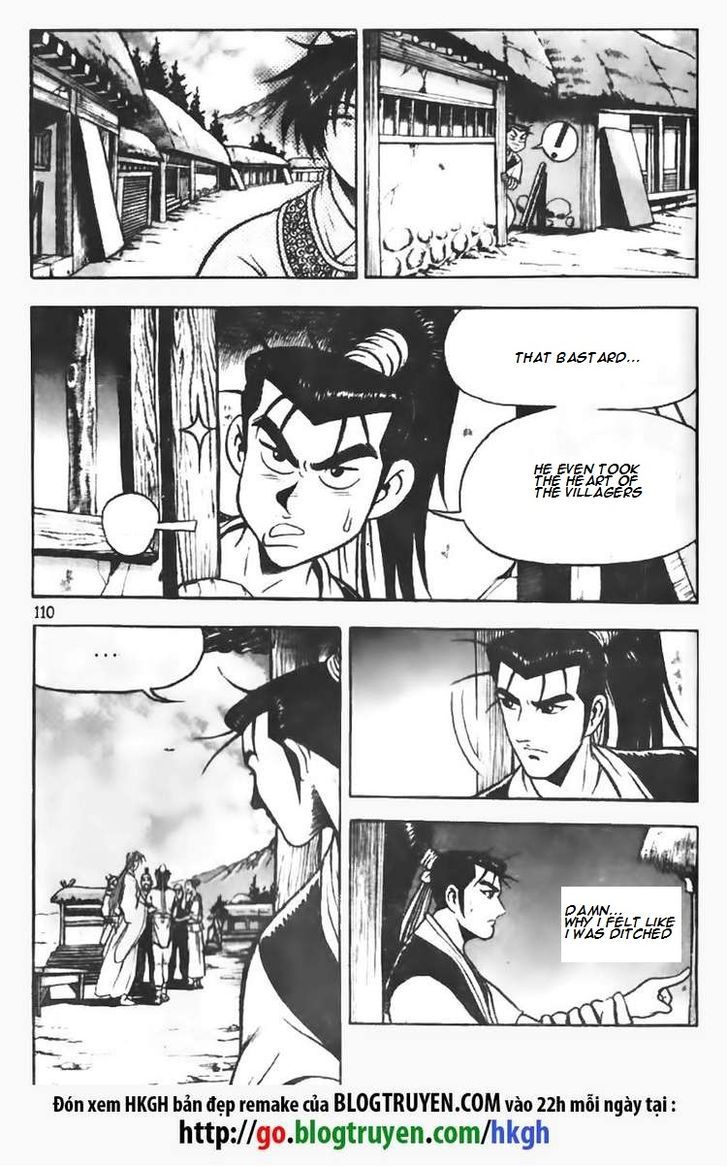 !
THAT BASTARD...
HE EVEN TOOK
THE HEART OF
THE VILLAGERS
110
...
DAMN...
WHY I FELT LIKE
I WAS DITCHED
Đón xem HKGH bản đẹp remake của BLOGTRUYEN.COM vào 22h mỗi ngày tại :
http://go.blogtruyen.com/hkgh